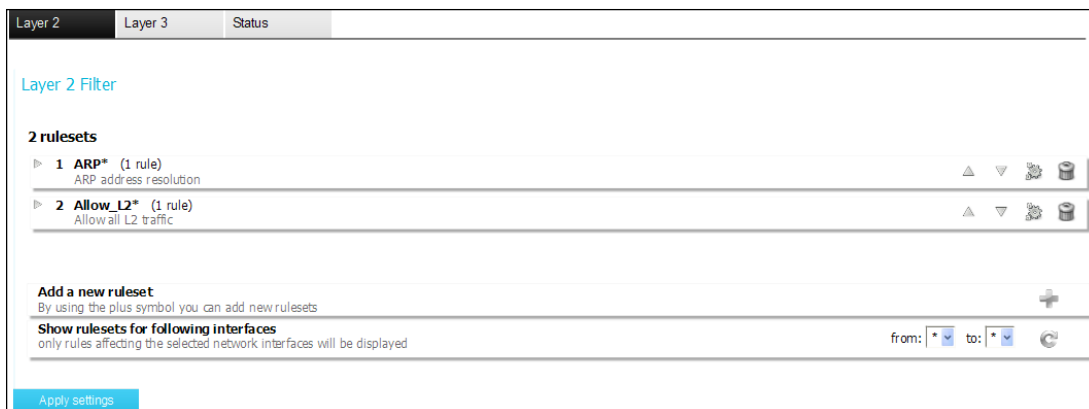 Layer 2 Layer 3 Status
Layer 2 Filter
2 rulesets
1 ARP* (1 rule)
ARP address resolution
2 Allow_L2* (1 rule)
Allow all L2 traffic
Add a new ruleset
By using the plus symbol you can add new rulesets
Show rulesets for following interfaces
only rules affecting the selected network interfaces will be displayed
from: * to: *
Apply settings